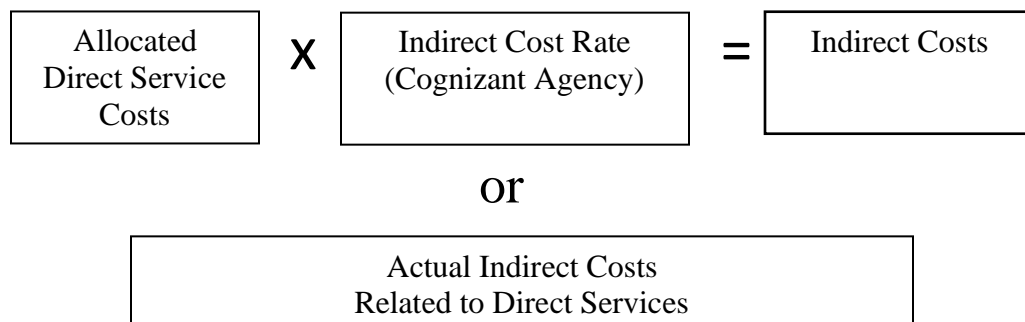 Allocated
Direct Service
Costs
X
Indirect Cost Rate
(Cognizant Agency)
=
Indirect Costs
or
Actual Indirect Costs
Related to Direct Services